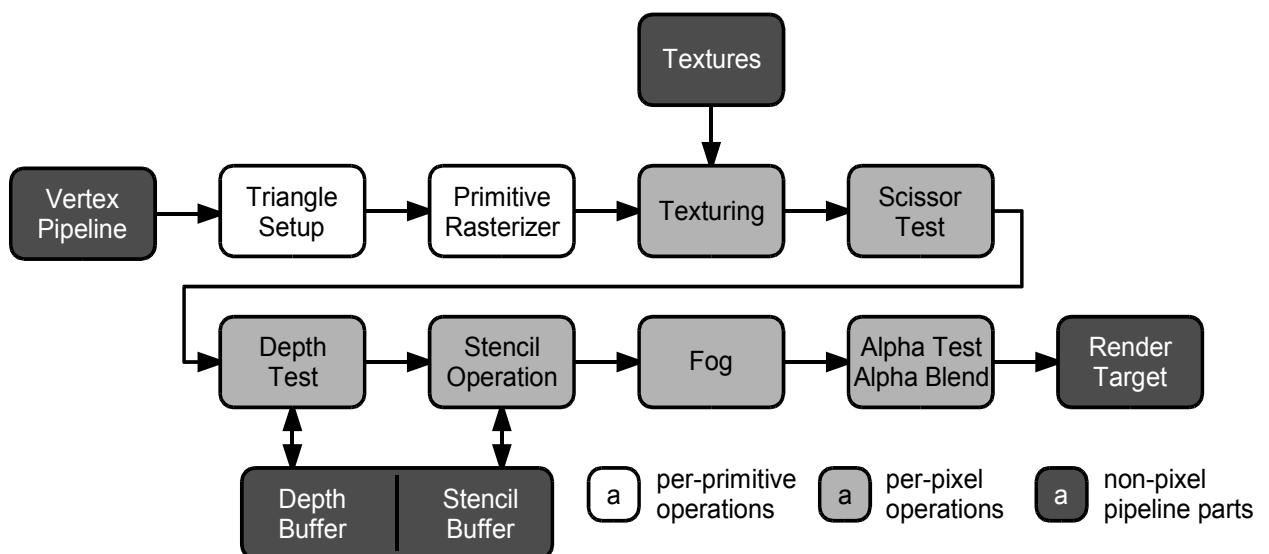 Textures
Vertex
Pipeline
Triangle
Setup
Primitive
Rasterizer
Texturing
Scissor
Test
Depth
Test
Stencil
Operation
Fog
Alpha Test
Alpha Blend
Render
Target
Depth
Buffer
Stencil
Buffer
a
per-primitive
operations
a
per-pixel
operations
a
non-pixel
pipeline parts